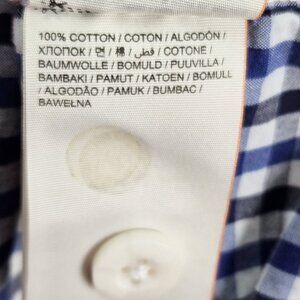 100% COTTON / COTON / ALGODÓN /
ХЛОПОК / 면 / 棉 / قطن / COTONE /
BAUMWOLLE / BOMULD / PUUVILLA /
BAMBAKI / PAMUT / KATOEN / BOMULL
/ ALGODÃO / PAMUK / BUMBAC /
BAWEŁNA